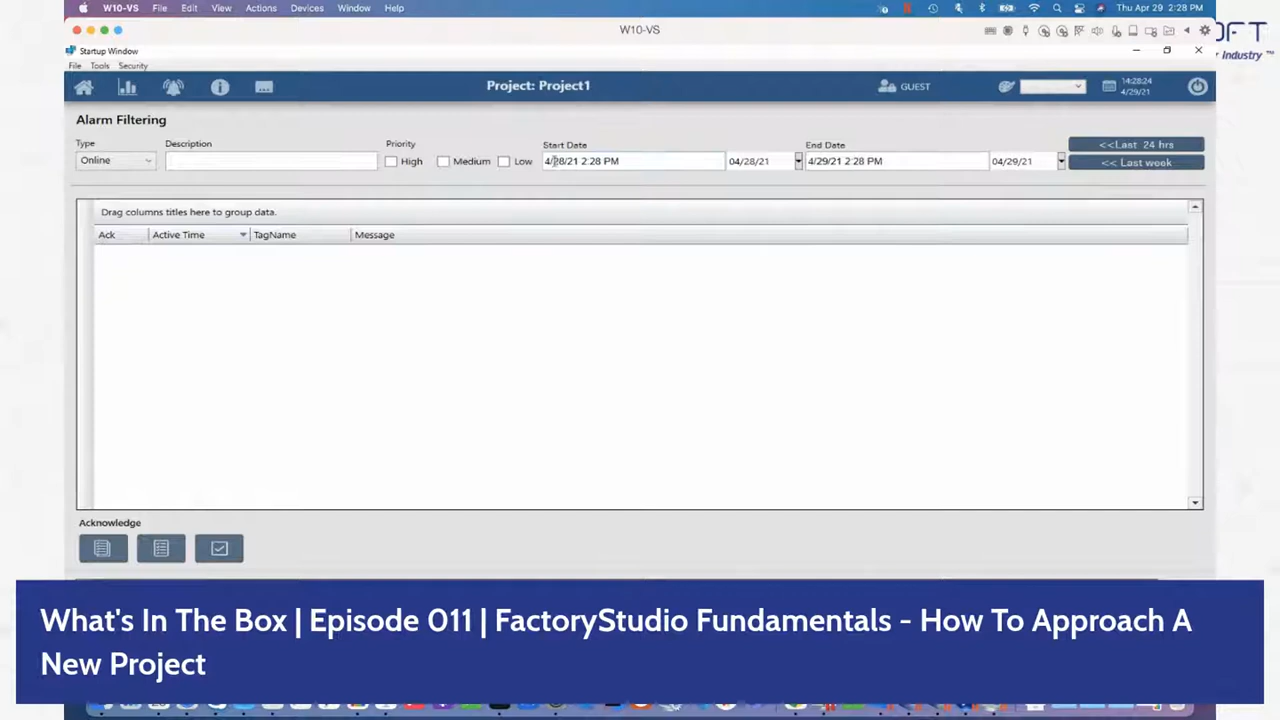 W10-VS File Edit View Actions Devices Window Help Thu Apr 29 2:28 PM
W10-VS
Startup Window
File Tools Security
Project: Project1
GUEST
14:28:24
4/29/21
Industry ™
Alarm Filtering
Type Description Priority Start Date End Date
Online High Medium Low 4/28/21 2:28 PM 04/28/21 4/29/21 2:28 PM 04/29/21
<<Last 24 hrs
<< Last week
Drag columns titles here to group data.
Ack Active Time TagName Message
Acknowledge
What's In The Box | Episode 011 | FactoryStudio Fundamentals - How To Approach A
New Project